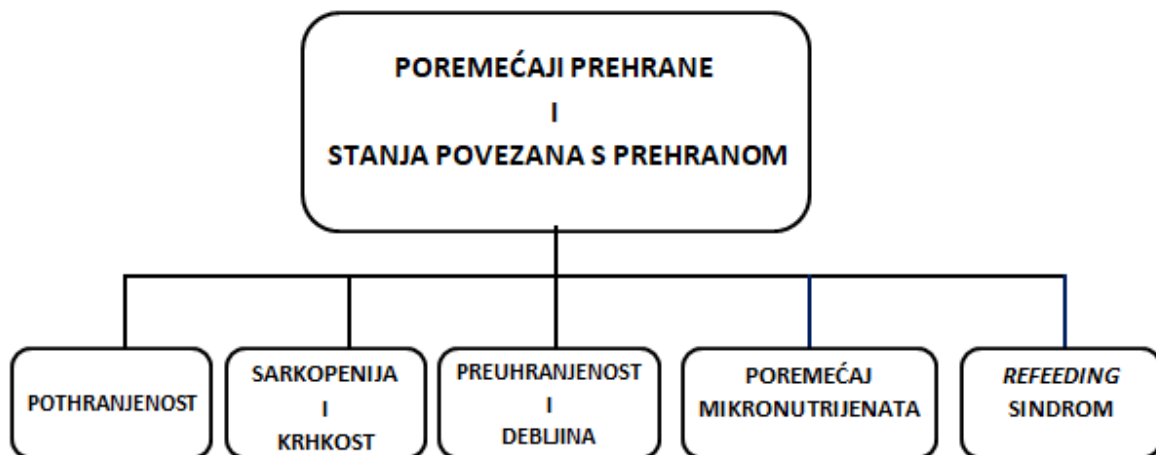 POREMEĆAJI PREHRANE
I
STANJA POVEZANA S PREHRANOM
POTHRANJENOST
SARKOPENIJA
I
KRHKOST
PREUHRANJENOST
I
DEBLJINA
POREMEĆAJ
MIKRONUTRIJENATA
REFEEDING
SINDROM